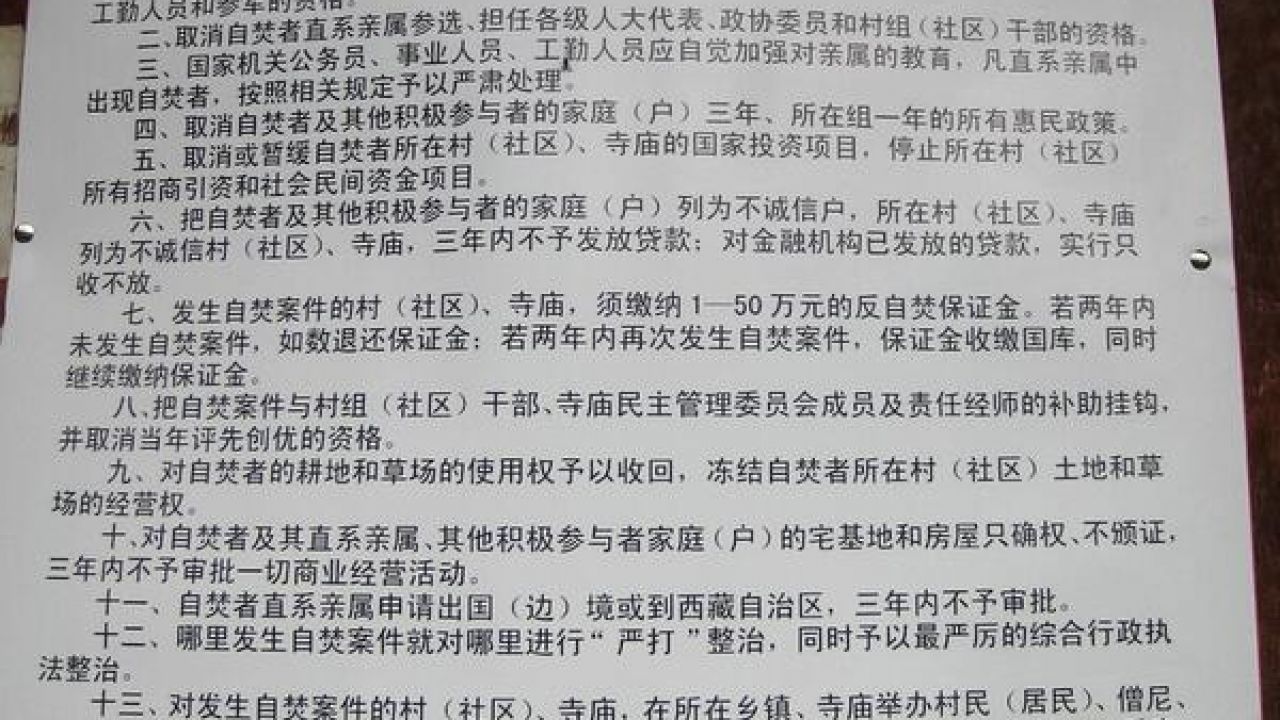 工勤人员和参军的资格。
二、取消自焚者直系亲属参选、担任各级人大代表、政协委员和村组（社区）干部的资格。
三、国家机关公务员、事业人员、工勤人员应自觉加强对亲属的教育，凡直系亲属中
出现自焚者，按照相关规定予以严肃处理。
四、取消自焚者及其他积极参与者的家庭（户）三年、所在组一年的所有惠民政策。
五、取消或暂缓自焚者所在村（社区）、寺庙的国家投资项目，停止所在村（社区）
所有招商引资和社会民间资金项目。
六、把自焚者及其他积极参与者的家庭（户）列为不诚信户，所在村（社区）、寺庙
列为不诚信村（社区）、寺庙，三年内不予发放贷款；对金融机构已发放的贷款，实行只
收不放。
七、发生自焚案件的村（社区）、寺庙，须缴纳1—50万元的反自焚保证金。若两年内
未发生自焚案件，如数退还保证金；若两年内再次发生自焚案件，保证金收缴国库，同时
继续缴纳保证金。
八、把自焚案件与村组（社区）干部、寺庙民主管理委员会成员及责任经师的补助挂钩，
并取消当年评先创优的资格。
九、对自焚者的耕地和草场的使用权予以收回，冻结自焚者所在村（社区）土地和草
场的经营权。
十、对自焚者及其直系亲属、其他积极参与者家庭（户）的宅基地和房屋只确权、不颁证，
三年内不予审批一切商业经营活动。
十一、自焚者直系亲属申请出国（边）境或到西藏自治区，三年内不予审批。
十二、哪里发生自焚案件就对哪里进行“严打”整治，同时予以最严厉的综合行政执
法整治。
十三、对发生自焚案件的村（社区）、寺庙，在所在乡镇、寺庙举办村民（居民）、僧尼、